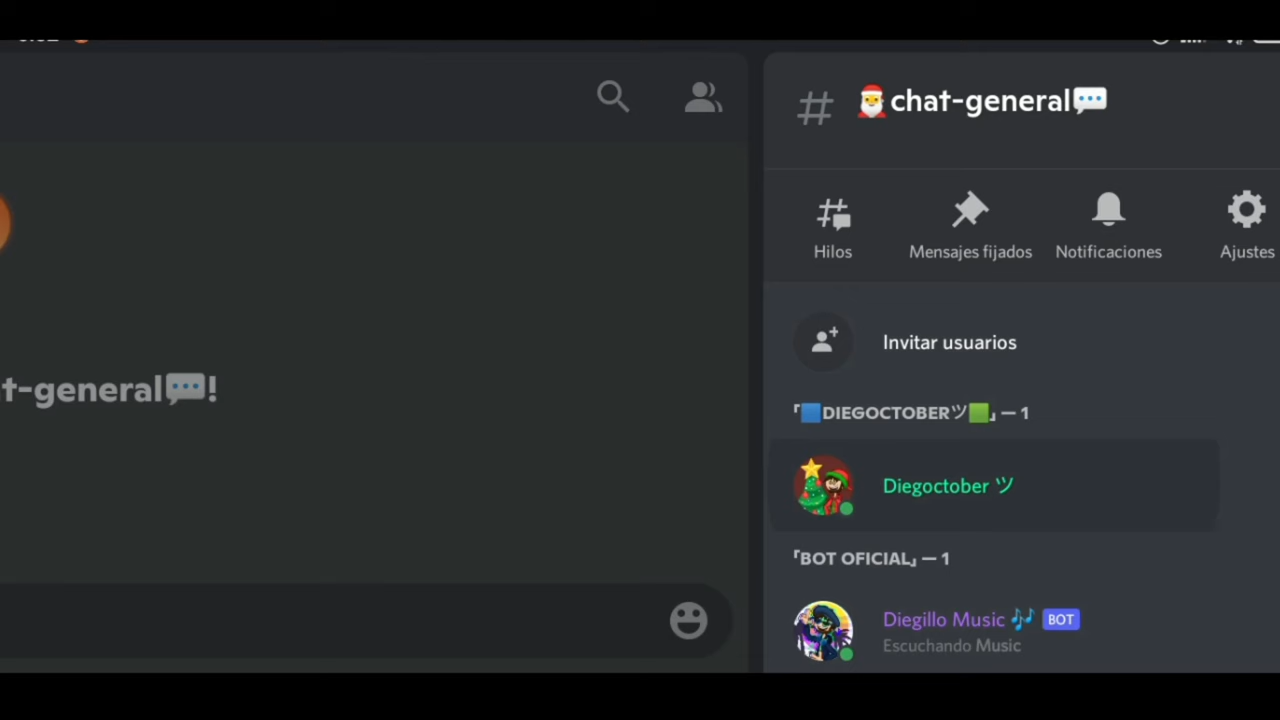 🎅chat-general💬
Hilos
Mensajes fijados
Notificaciones
Ajustes
Invitar usuarios
t-general💬!
「🟦DIEGOCTOBERツ🟩」— 1
Diegoctober ツ
「BOT OFICIAL」— 1
Diegillo Music 🎶 BOT
Escuchando Music